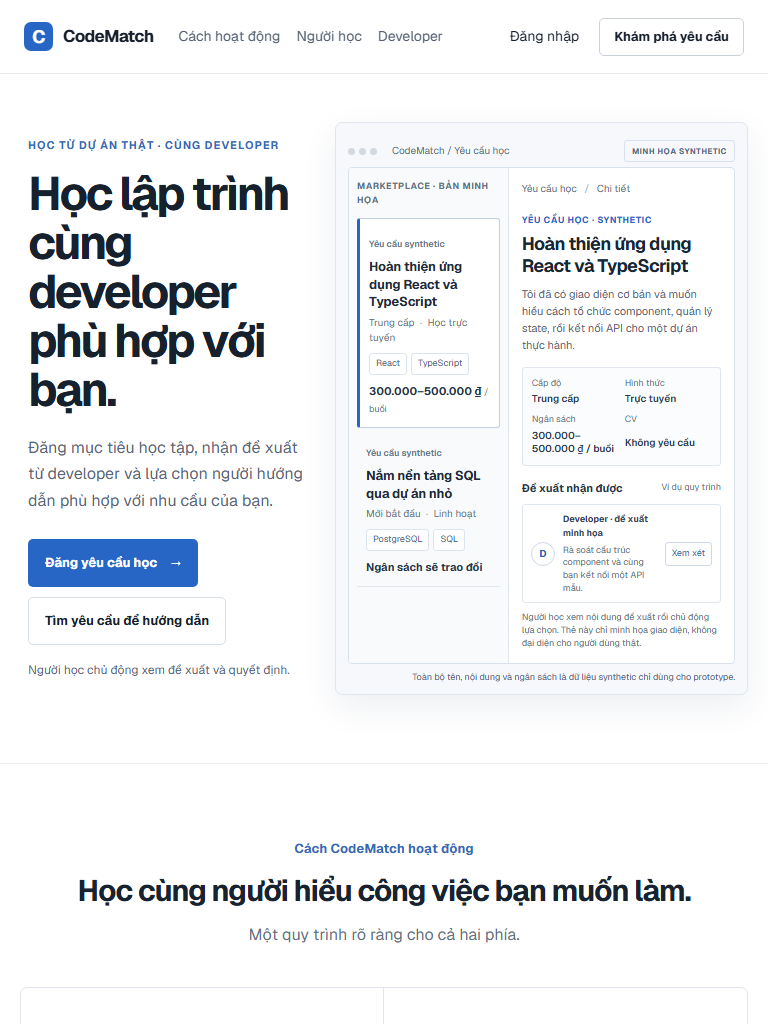 C CodeMatch Cách hoạt động Người học Developer Đăng nhập Khám phá yêu cầu
HỌC TỪ DỰ ÁN THẬT · CÙNG DEVELOPER
Học lập trình
cùng
developer
phù hợp với
bạn.
Đăng mục tiêu học tập, nhận đề xuất
từ developer và lựa chọn người hướng
dẫn phù hợp với nhu cầu của bạn.
Đăng yêu cầu học →
Tìm yêu cầu để hướng dẫn
Người học chủ động xem đề xuất và quyết định.
CodeMatch / Yêu cầu học MINH HỌA SYNTHETIC
MARKETPLACE · BẢN MINH
HỌA
Yêu cầu synthetic
Hoàn thiện ứng
dụng React và
TypeScript
Trung cấp · Học trực
tuyến
React TypeScript
300.000–500.000 ₫ /
buổi
Yêu cầu synthetic
Nắm nền tảng SQL
qua dự án nhỏ
Mới bắt đầu · Linh hoạt
PostgreSQL SQL
Ngân sách sẽ trao đổi
Yêu cầu học / Chi tiết
YÊU CẦU HỌC · SYNTHETIC
Hoàn thiện ứng dụng
React và TypeScript
Tôi đã có giao diện cơ bản và muốn
hiểu cách tổ chức component, quản lý
state, rồi kết nối API cho một dự án
thực hành.
Cấp độ Hình thức
Trung cấp Trực tuyến
Ngân sách CV
300.000–
500.000 ₫ / buổi Không yêu cầu
Đề xuất nhận được Ví dụ quy trình
Developer · đề xuất
minh họa
D Rà soát cấu trúc
component và cùng
bạn kết nối một API
mẫu.
Xem xét
Người học xem nội dung đề xuất rồi chủ động
lựa chọn. Thẻ này chỉ minh họa giao diện, không
đại diện cho người dùng thật.
Toàn bộ tên, nội dung và ngân sách là dữ liệu synthetic chỉ dùng cho prototype.
Cách CodeMatch hoạt động
Học cùng người hiểu công việc bạn muốn làm.
Một quy trình rõ ràng cho cả hai phía.